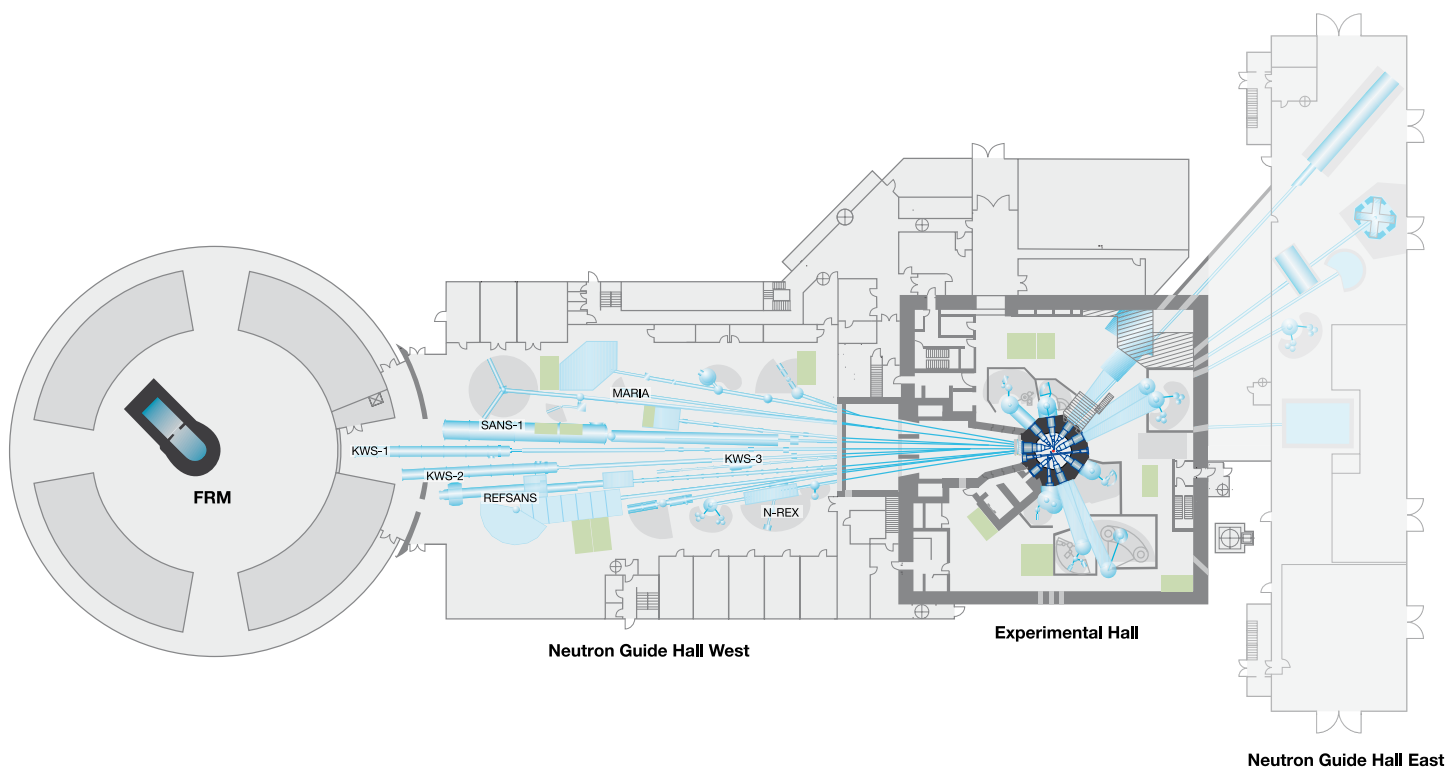 MARIA
SANS-1
KWS-1
KWS-3
KWS-2
FRM
REFSANS
N-REX
Experimental Hall
Neutron Guide Hall West
Neutron Guide Hall East